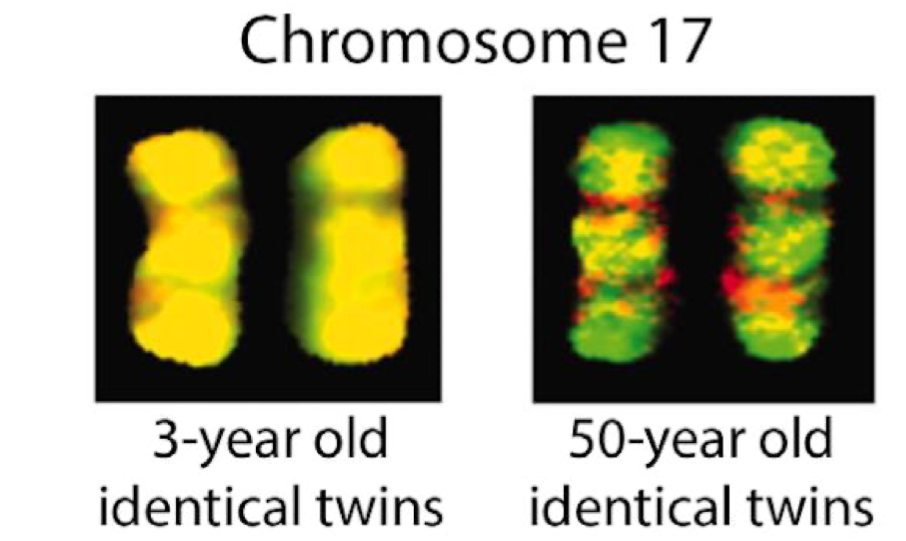 Chromosome 17
3-year old
identical twins
50-year old
identical twins